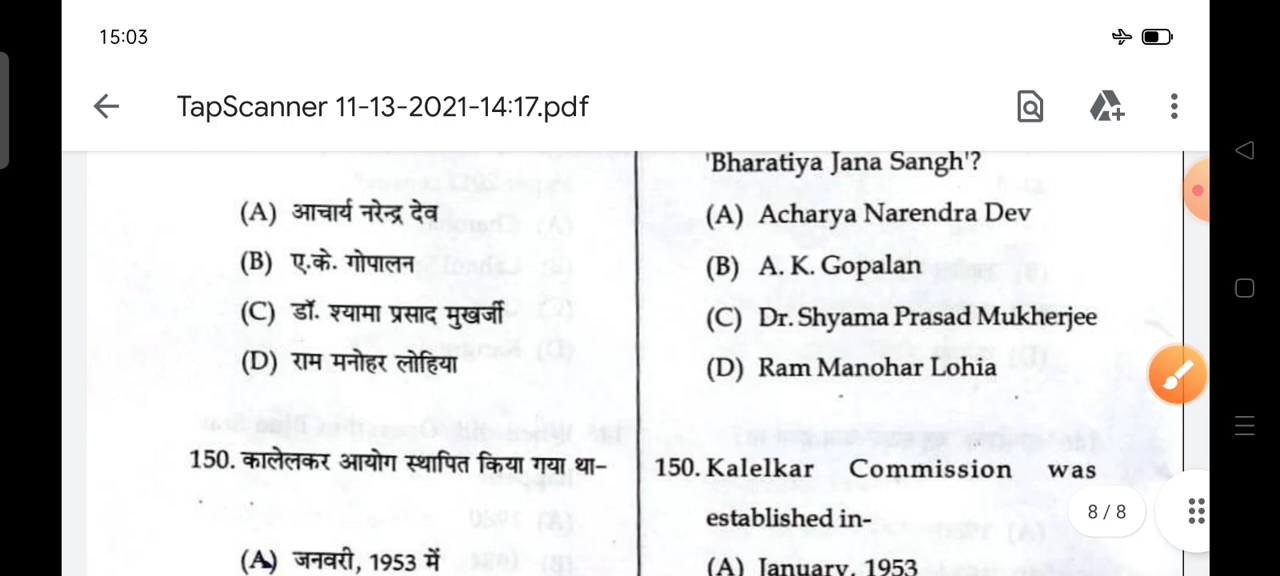 15:03
TapScanner 11-13-2021-14:17.pdf
(A) आचार्य नरेन्द्र देव
(B) ए.के. गोपालन
(C) डॉ. श्यामा प्रसाद मुखर्जी
(D) राम मनोहर लोहिया
150. कालेलकर आयोग स्थापित किया गया था–
(A) जनवरी, 1953 में
'Bharatiya Jana Sangh'?
(A) Acharya Narendra Dev
(B) A. K. Gopalan
(C) Dr. Shyama Prasad Mukherjee
(D) Ram Manohar Lohia
150. Kalelkar Commission was
established in-
(A) January, 1953
8 / 8